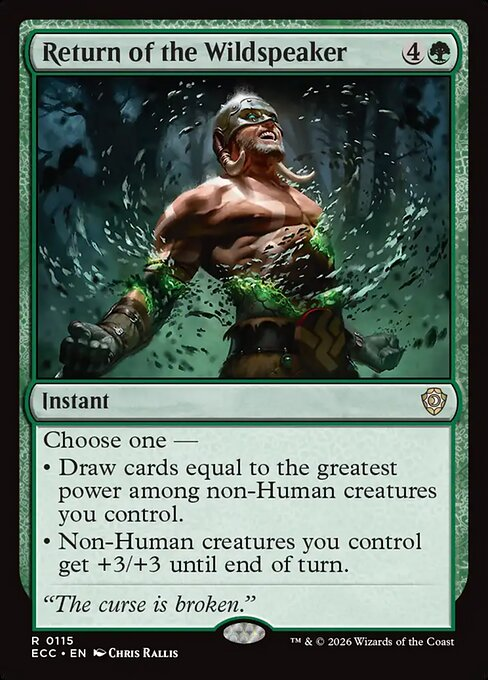 Return of the Wildspeaker 4
Instant
Choose one —
• Draw cards equal to the greatest
power among non-Human creatures
you control.
• Non-Human creatures you control
get +3/+3 until end of turn.
“The curse is broken.”
R 0115
ECC • EN Chris Rallis
™ & © 2026 Wizards of the Coast